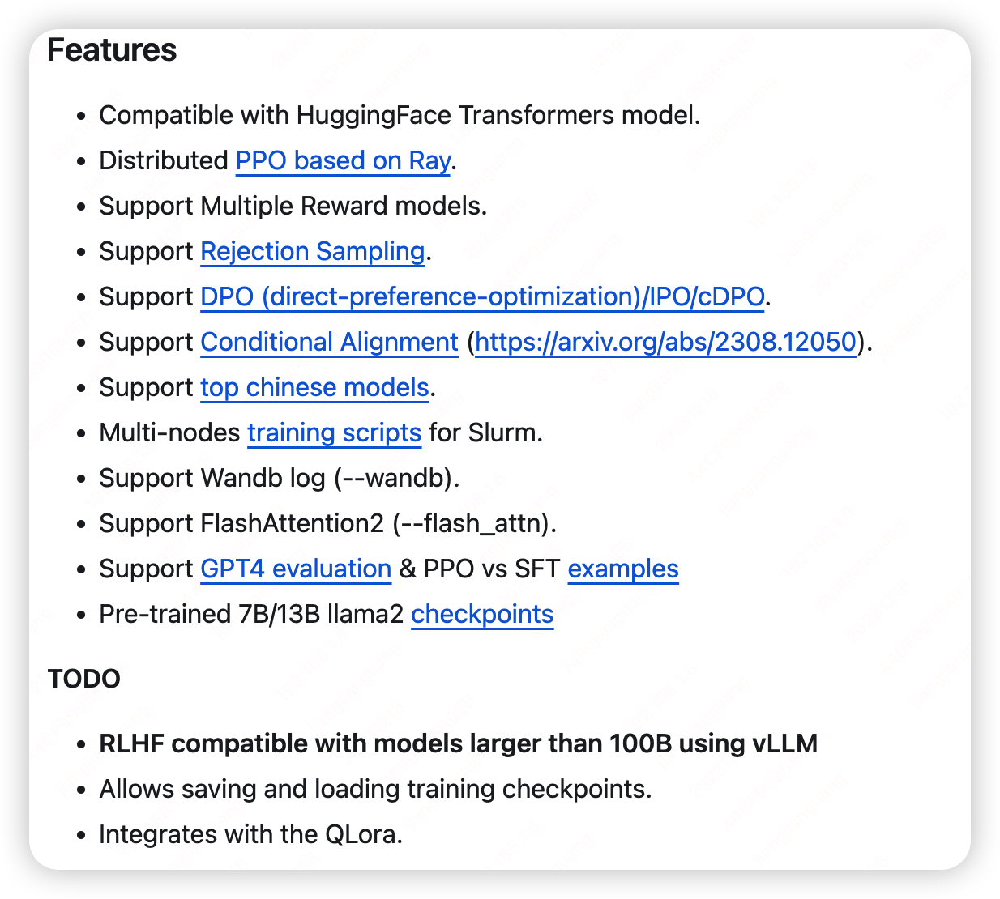 Features
• Compatible with HuggingFace Transformers model.
• Distributed PPO based on Ray.
• Support Multiple Reward models.
• Support Rejection Sampling.
• Support DPO (direct-preference-optimization)/IPO/cDPO.
• Support Conditional Alignment (https://arxiv.org/abs/2308.12050).
• Support top chinese models.
• Multi-nodes training scripts for Slurm.
• Support Wandb log (--wandb).
• Support FlashAttention2 (--flash_attn).
• Support GPT4 evaluation & PPO vs SFT examples
• Pre-trained 7B/13B llama2 checkpoints
TODO
• RLHF compatible with models larger than 100B using vLLM
• Allows saving and loading training checkpoints.
• Integrates with the QLora.